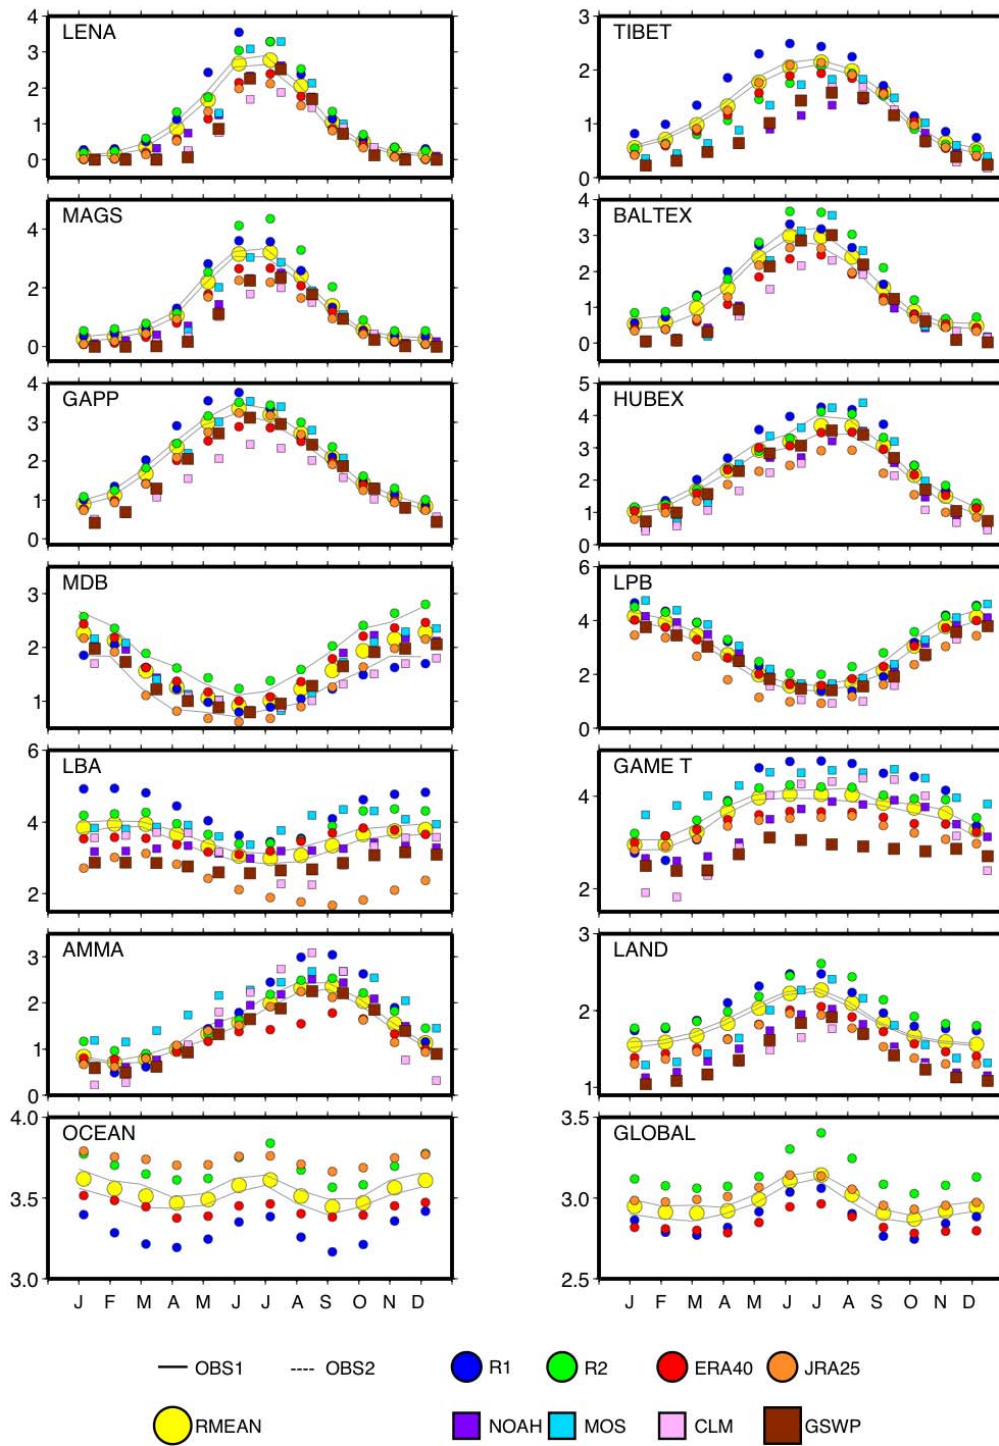 LENA
4
3
2
1
0
TIBET
3
2
1
0
MAGS
4
2
0
BALTEX
4
3
2
1
0
GAPP
4
3
2
1
0
HUBEX
5
4
3
2
1
0
MDB
3
2
1
LPB
6
4
2
0
LBA
6
4
2
GAME T
4
2
AMMA
3
2
1
0
LAND
3
2
1
OCEAN
4.0
3.5
3.0
GLOBAL
3.5
3.0
2.5
J F M A M J J A S O N D
J F M A M J J A S O N D
OBS1 OBS2 R1 R2 ERA40 JRA25
RMEAN NOAH MOS CLM GSWP